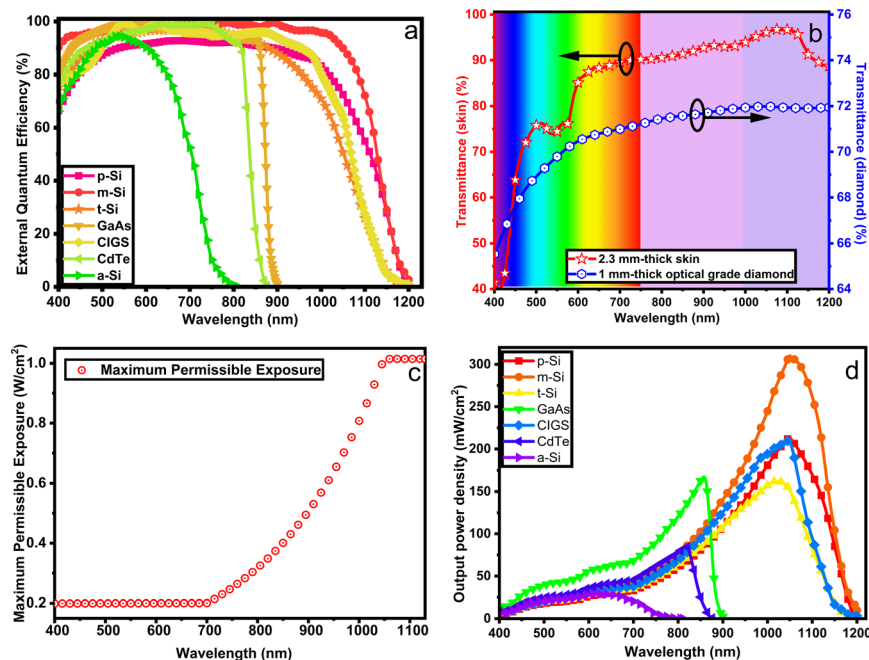 a
External Quantum Efficiency (%)
100
80
60
40
20
0
p-Si
m-Si
t-Si
GaAs
CIGS
CdTe
a-Si
400 500 600 700 800 900 1000 1100 1200
Wavelength (nm)
b
Transmittance (skin) (%)
100
90
80
70
60
50
40
76
74
72
70
68
66
64
Transmittance (diamond) (%)
2.3 mm-thick skin
1 mm-thick optical grade diamond
400 500 600 700 800 900 1000 1100 1200
Wavelength (nm)
c
Maximum Permissible Exposure (W/cm²)
1.0
0.8
0.6
0.4
0.2
Maximum Permissible Exposure
400 500 600 700 800 900 1000 1100
Wavelength (nm)
d
Output power density (mW/cm²)
300
250
200
150
100
50
0
p-Si
m-Si
t-Si
GaAs
CIGS
CdTe
a-Si
400 500 600 700 800 900 1000 1100 1200
Wavelength (nm)